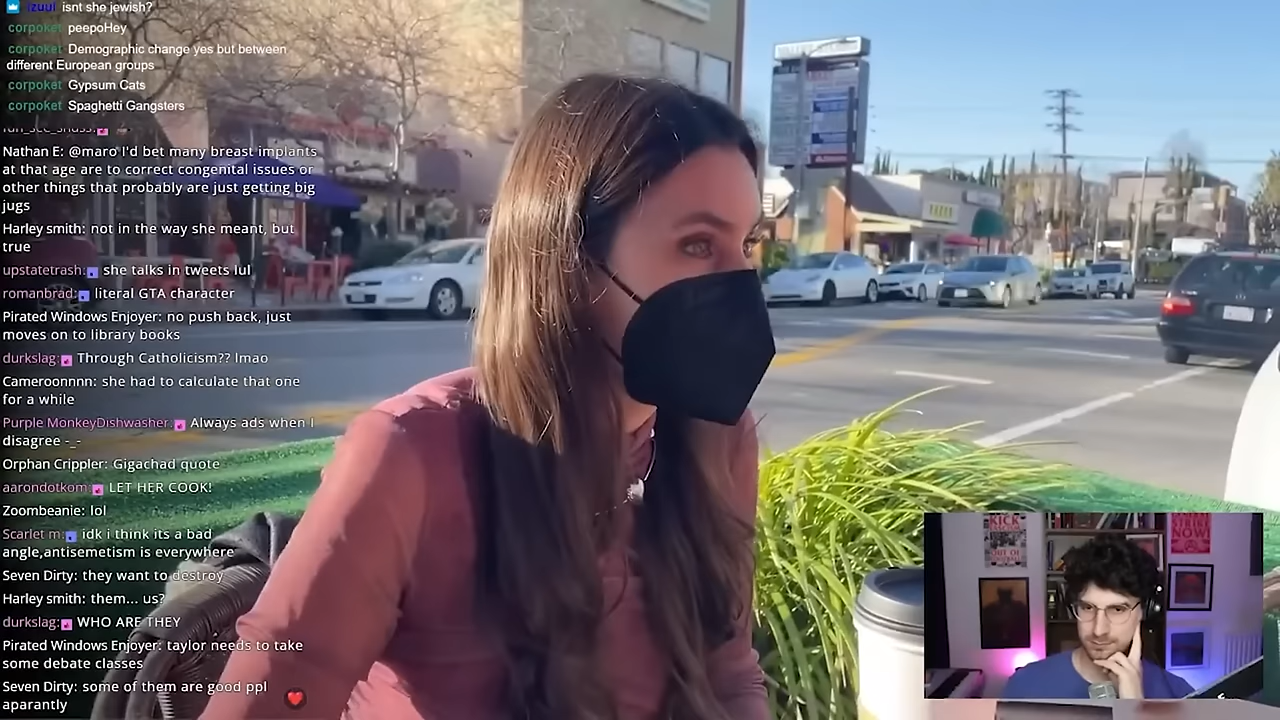 zuul isnt she jewish?
corpoket peepoHey
corpoket Demographic change yes but between
different European groups
corpoket Gypsum Cats
corpoket Spaghetti Gangsters
Nathan E: @maro I'd bet many breast implants
at that age are to correct congenital issues or
other things that probably are just getting big
jugs
Harley smith: not in the way she meant, but
true
upstatetrash: she talks in tweets lul
romanbrad: literal GTA character
Pirated Windows Enjoyer: no push back, just
moves on to library books
durkslag: Through Catholicism?? lmao
Cameroonnnn: she had to calculate that one
for a while
Purple MonkeyDishwasher: Always ads when I
disagree -_-
Orphan Crippler: Gigachad quote
aarondotkom: LET HER COOK!
Zoombeanie: lol
Scarlet m: idk i think its a bad
angle,antisemetism is everywhere
Seven Dirty: they want to destroy
Harley smith: them... us?
durkslag: WHO ARE THEY
Pirated Windows Enjoyer: taylor needs to take
some debate classes
Seven Dirty: some of them are good ppl
aparantly
KICK
FASCISM
OUT OF
FOOTBALL
STRIKE
NOW!